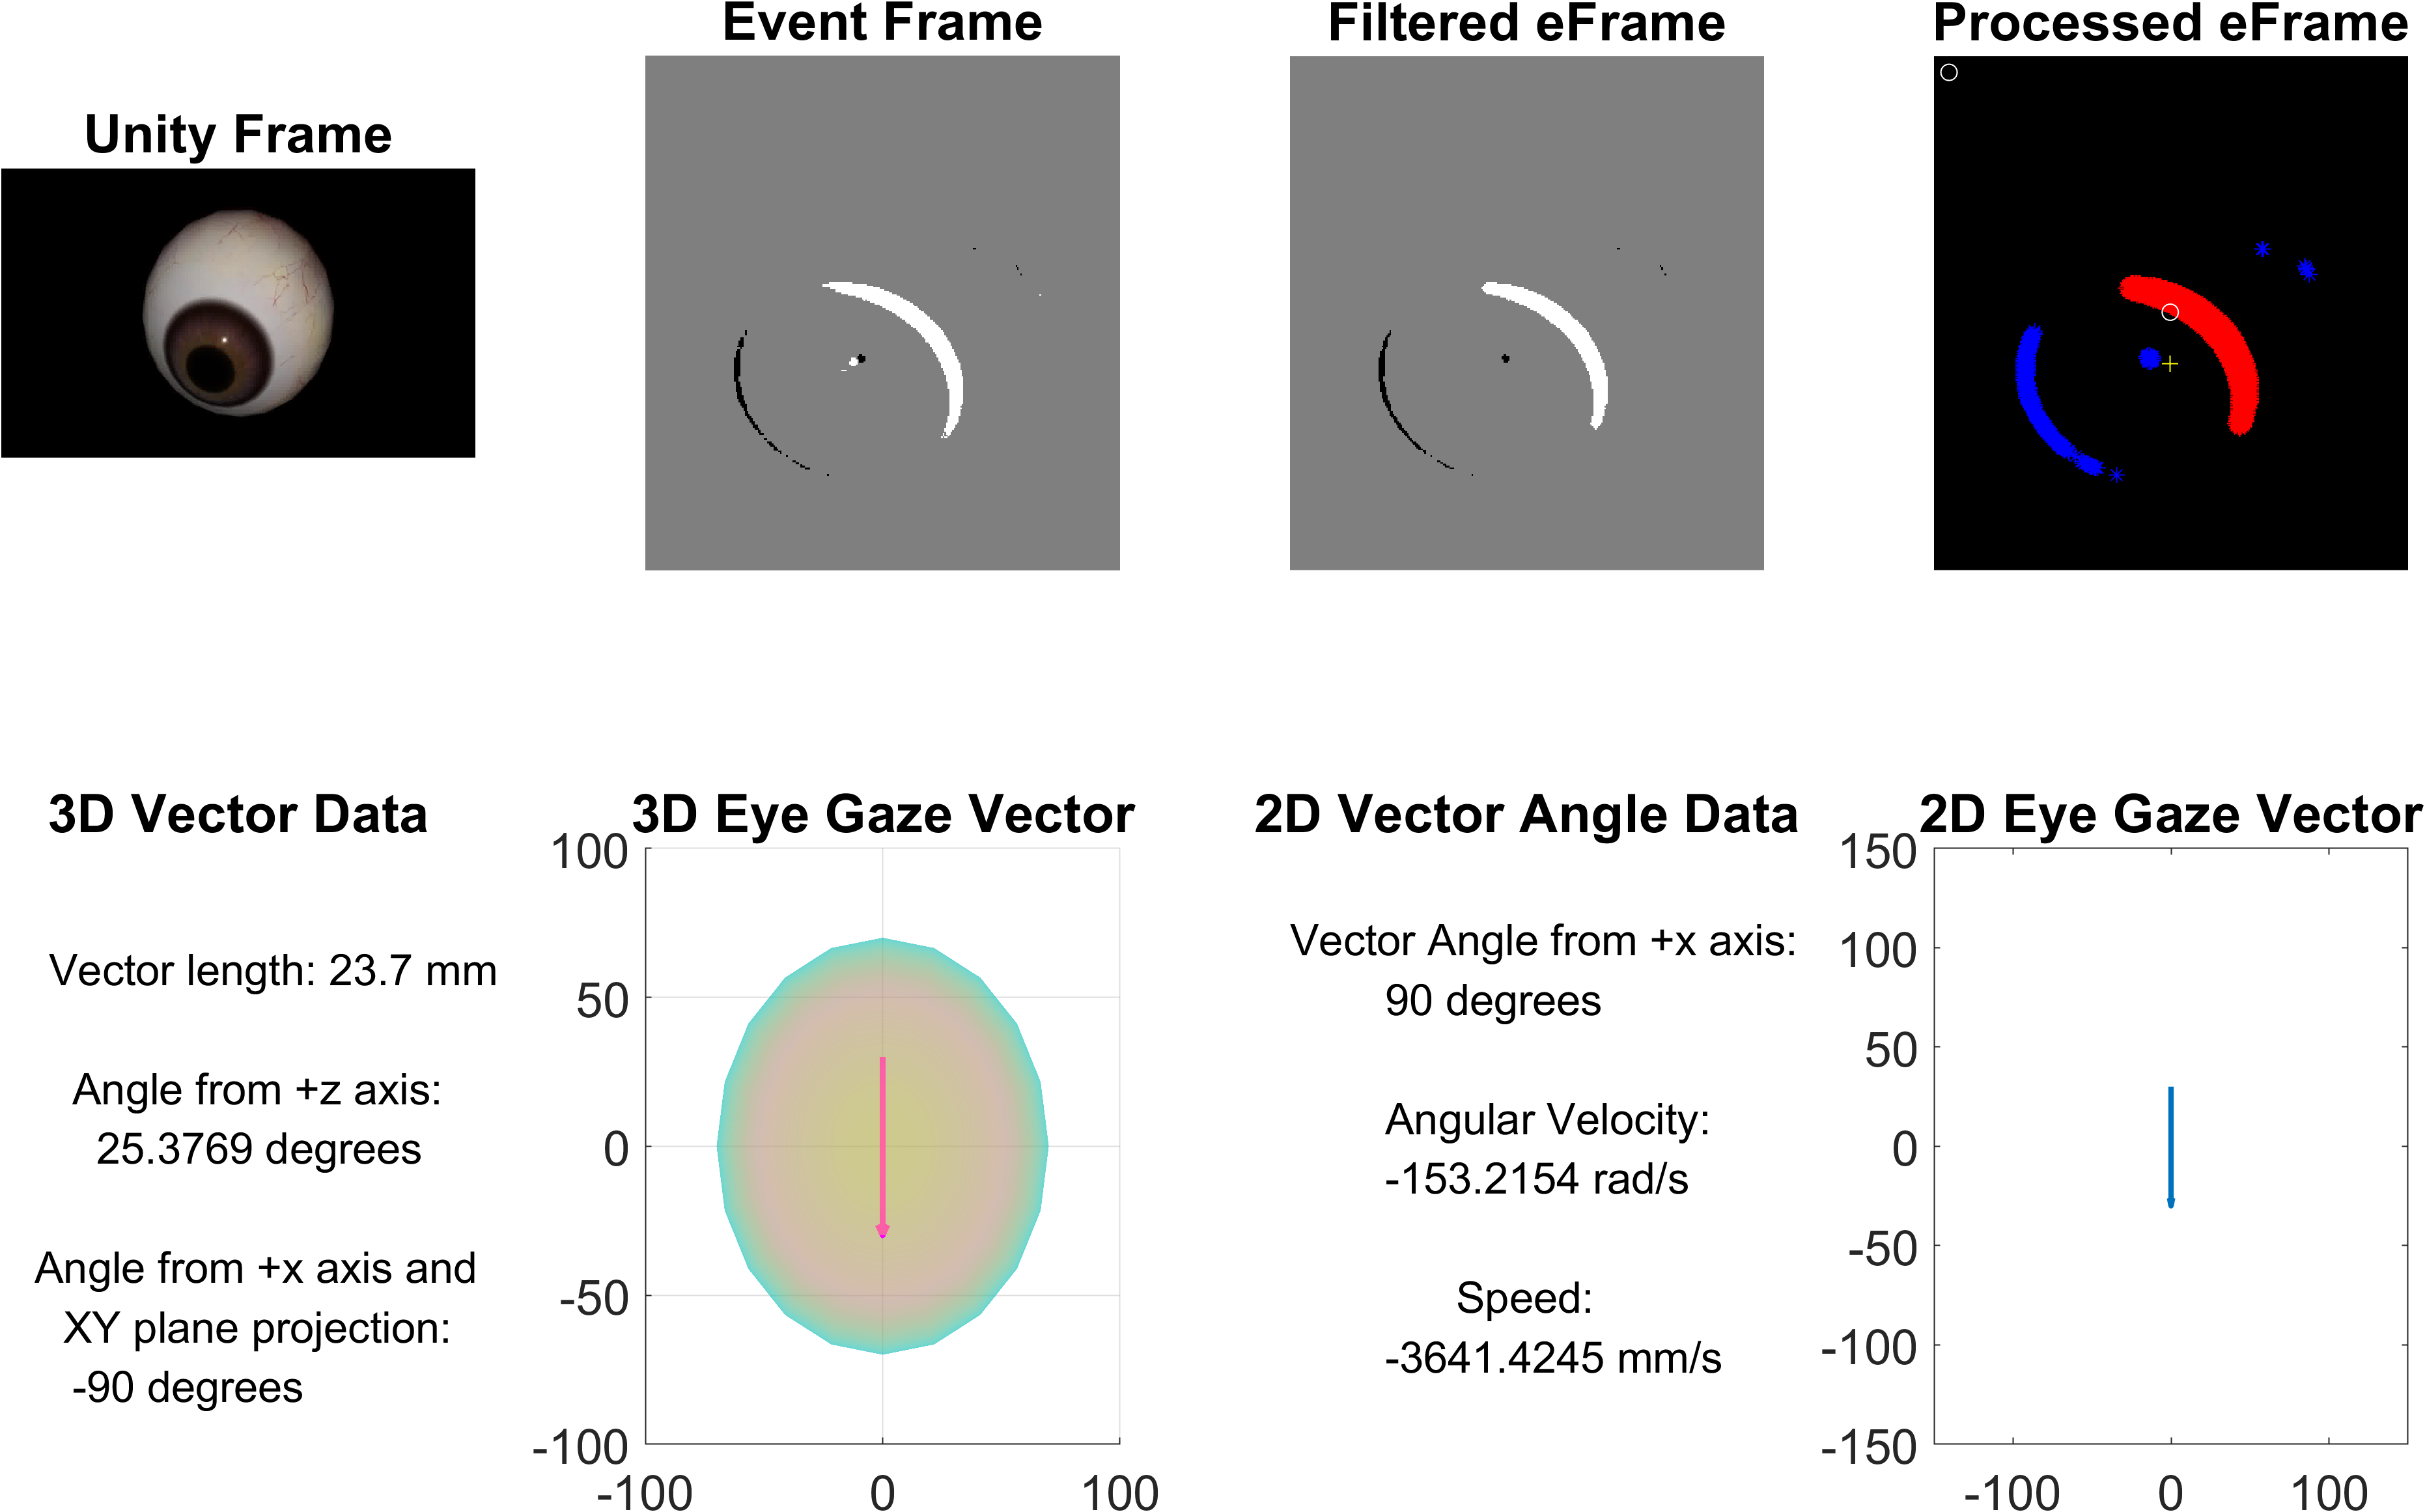 Event Frame
Filtered eFrame
Processed eFrame
Unity Frame
3D Vector Data
Vector length: 23.7 mm
Angle from +z axis:
25.3769 degrees
Angle from +x axis and
XY plane projection:
-90 degrees
3D Eye Gaze Vector
100
50
0
-50
-100
-100
0
100
2D Vector Angle Data
Vector Angle from +x axis:
90 degrees
Angular Velocity:
-153.2154 rad/s
Speed:
-3641.4245 mm/s
2D Eye Gaze Vector
150
100
50
0
-50
-100
-150
-100
0
100